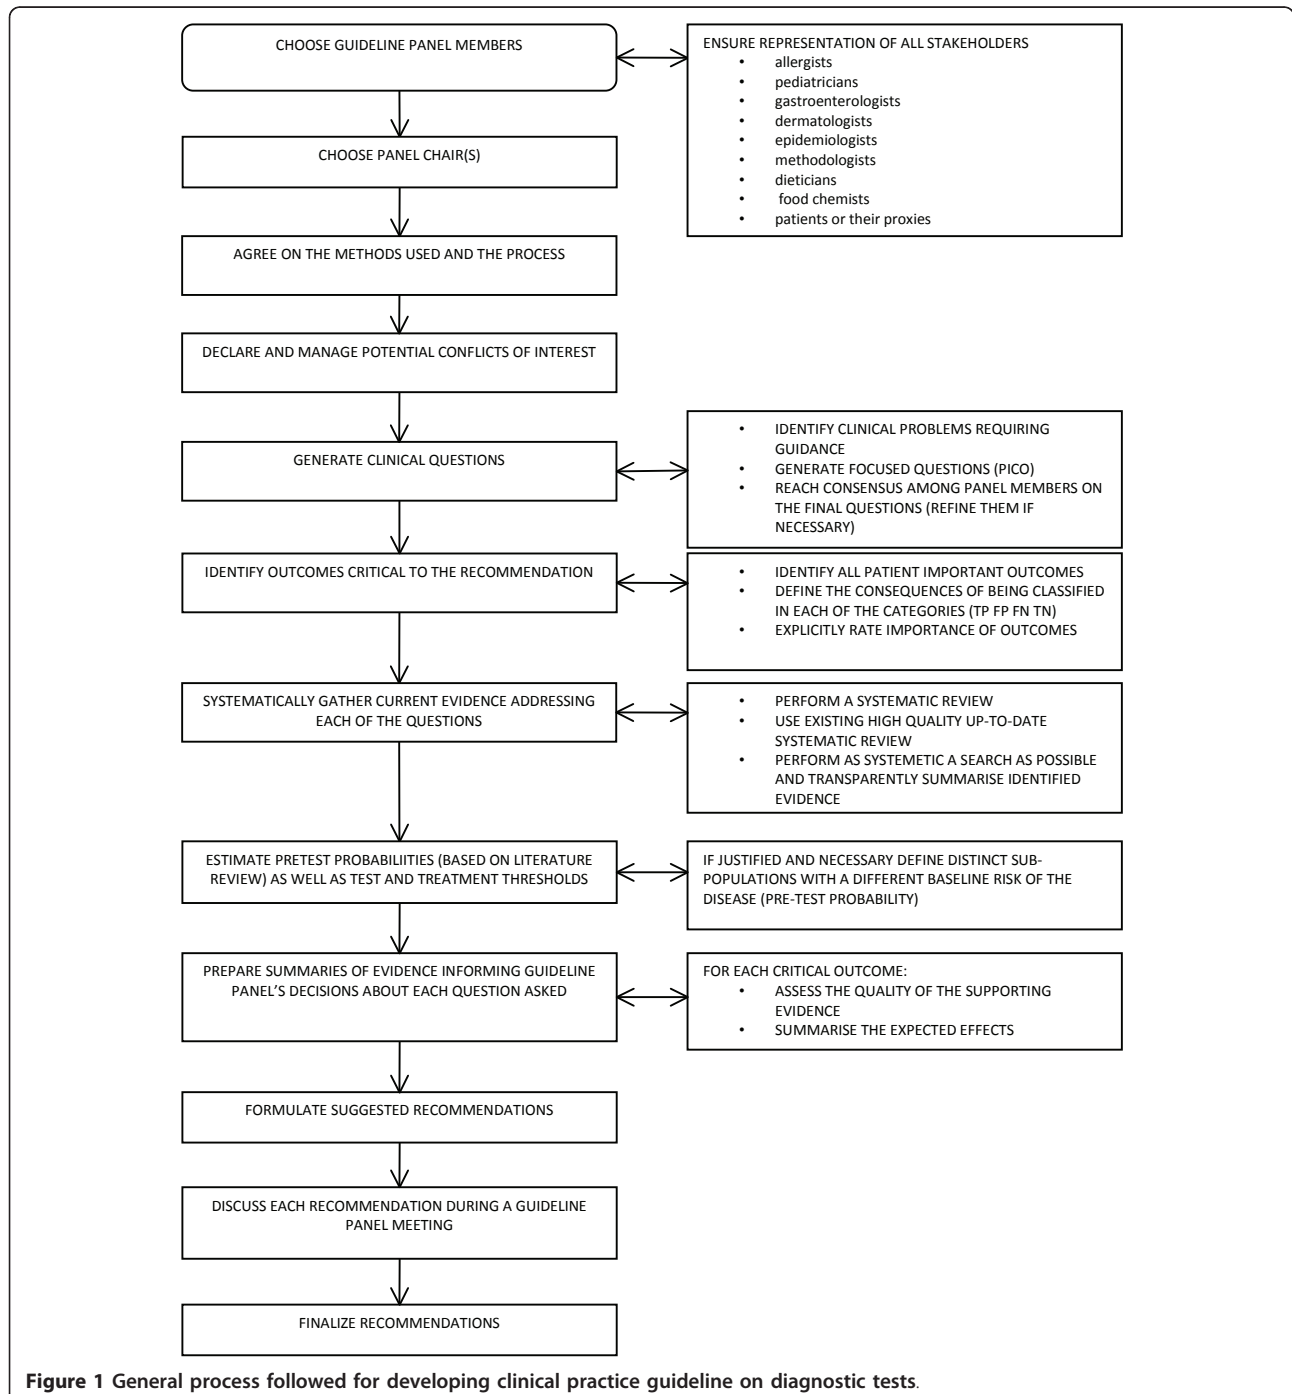 CHOOSE GUIDELINE PANEL MEMBERS
ENSURE REPRESENTATION OF ALL STAKEHOLDERS
• allergists
• pediatricians
• gastroenterologists
• dermatologists
• epidemiologists
• methodologists
• dieticians
• food chemists
• patients or their proxies
CHOOSE PANEL CHAIR(S)
AGREE ON THE METHODS USED AND THE PROCESS
DECLARE AND MANAGE POTENTIAL CONFLICTS OF INTEREST
GENERATE CLINICAL QUESTIONS
• IDENTIFY CLINICAL PROBLEMS REQUIRING
GUIDANCE
• GENERATE FOCUSED QUESTIONS (PICO)
• REACH CONSENSUS AMONG PANEL MEMBERS ON
THE FINAL QUESTIONS (REFINE THEM IF
NECESSARY)
IDENTIFY OUTCOMES CRITICAL TO THE RECOMMENDATION
• IDENTIFY ALL PATIENT IMPORTANT OUTCOMES
• DEFINE THE CONSEQUENCES OF BEING CLASSIFIED
IN EACH OF THE CATEGORIES (TP FP FN TN)
• EXPLICITLY RATE IMPORTANCE OF OUTCOMES
SYSTEMATICALLY GATHER CURRENT EVIDENCE ADDRESSING
EACH OF THE QUESTIONS
• PERFORM A SYSTEMATIC REVIEW
• USE EXISTING HIGH QUALITY UP-TO-DATE
SYSTEMATIC REVIEW
• PERFORM AS SYSTEMETIC A SEARCH AS POSSIBLE
AND TRANSPARENTLY SUMMARISE IDENTIFIED
EVIDENCE
ESTIMATE PRETEST PROBABILIITIES (BASED ON LITERATURE
REVIEW) AS WELL AS TEST AND TREATMENT THRESHOLDS
IF JUSTIFIED AND NECESSARY DEFINE DISTINCT SUB-
POPULATIONS WITH A DIFFERENT BASELINE RISK OF THE
DISEASE (PRE-TEST PROBABILITY)
PREPARE SUMMARIES OF EVIDENCE INFORMING GUIDELINE
PANEL'S DECISIONS ABOUT EACH QUESTION ASKED
FOR EACH CRITICAL OUTCOME:
• ASSESS THE QUALITY OF THE SUPPORTING
EVIDENCE
• SUMMARISE THE EXPECTED EFFECTS
FORMULATE SUGGESTED RECOMMENDATIONS
DISCUSS EACH RECOMMENDATION DURING A GUIDELINE
PANEL MEETING
FINALIZE RECOMMENDATIONS
Figure 1 General process followed for developing clinical practice guideline on diagnostic tests.